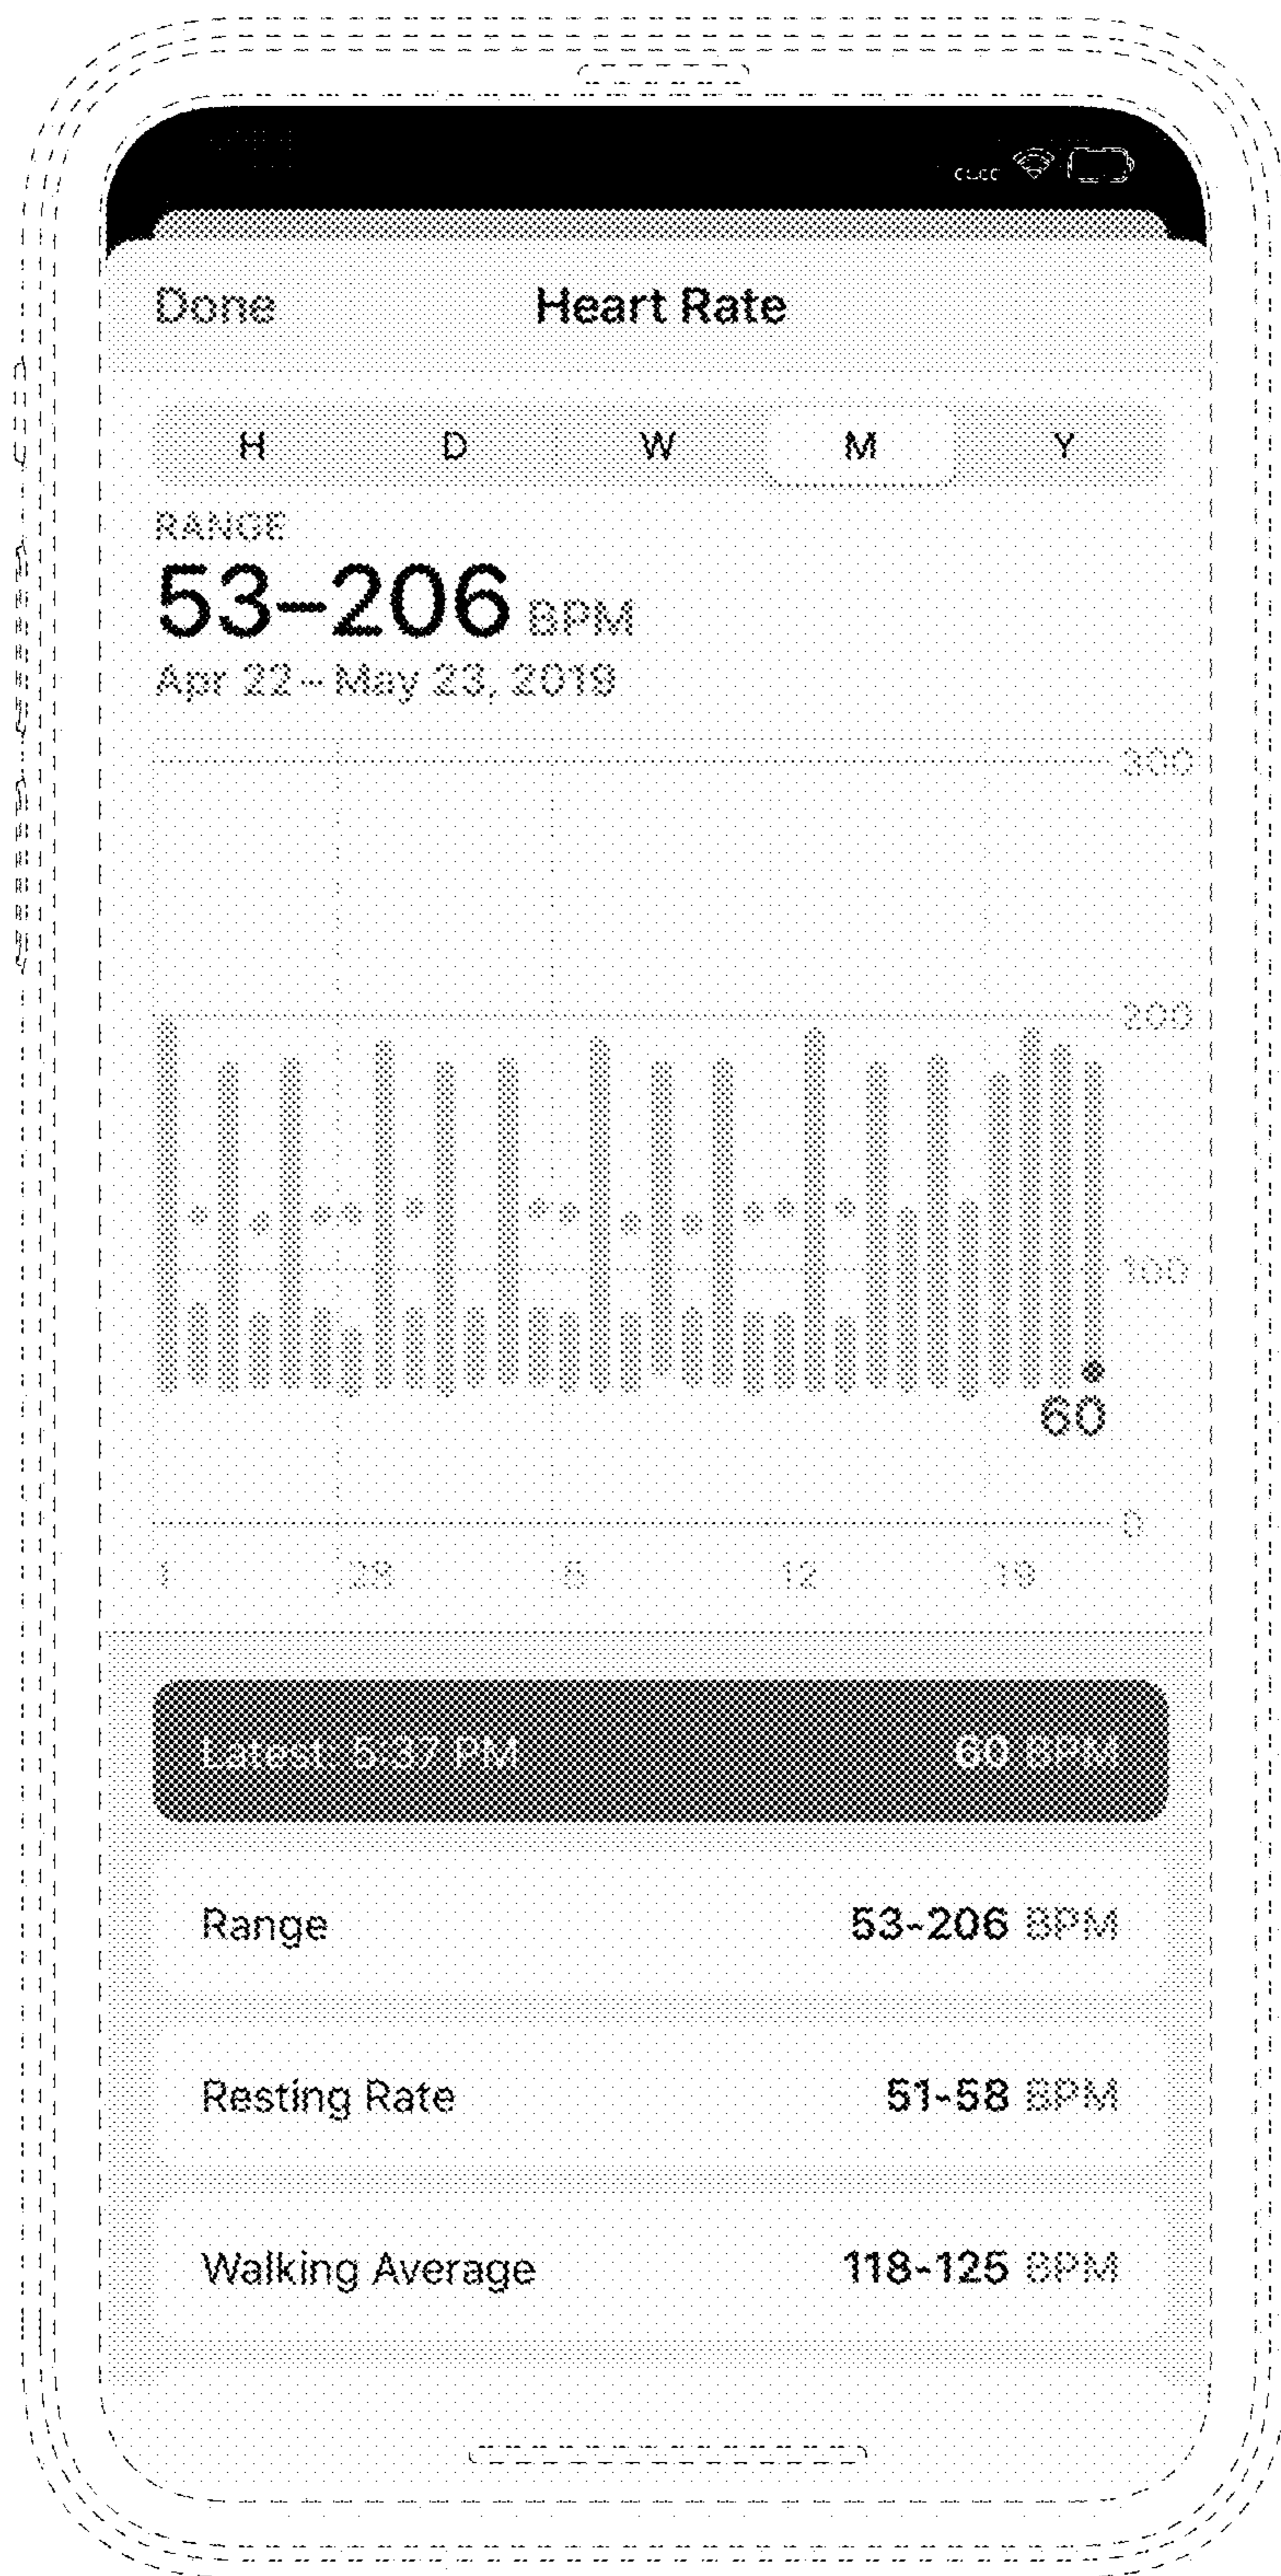 Done Heart Rate
H D W M Y
RANGE
53–206 BPM
Apr 22 – May 23, 2019
300
200
100
60
0
28 5 12 19
Latest: 5:37 PM 60 BPM
Range 53-206 BPM
Resting Rate 51-58 BPM
Walking Average 118-125 BPM